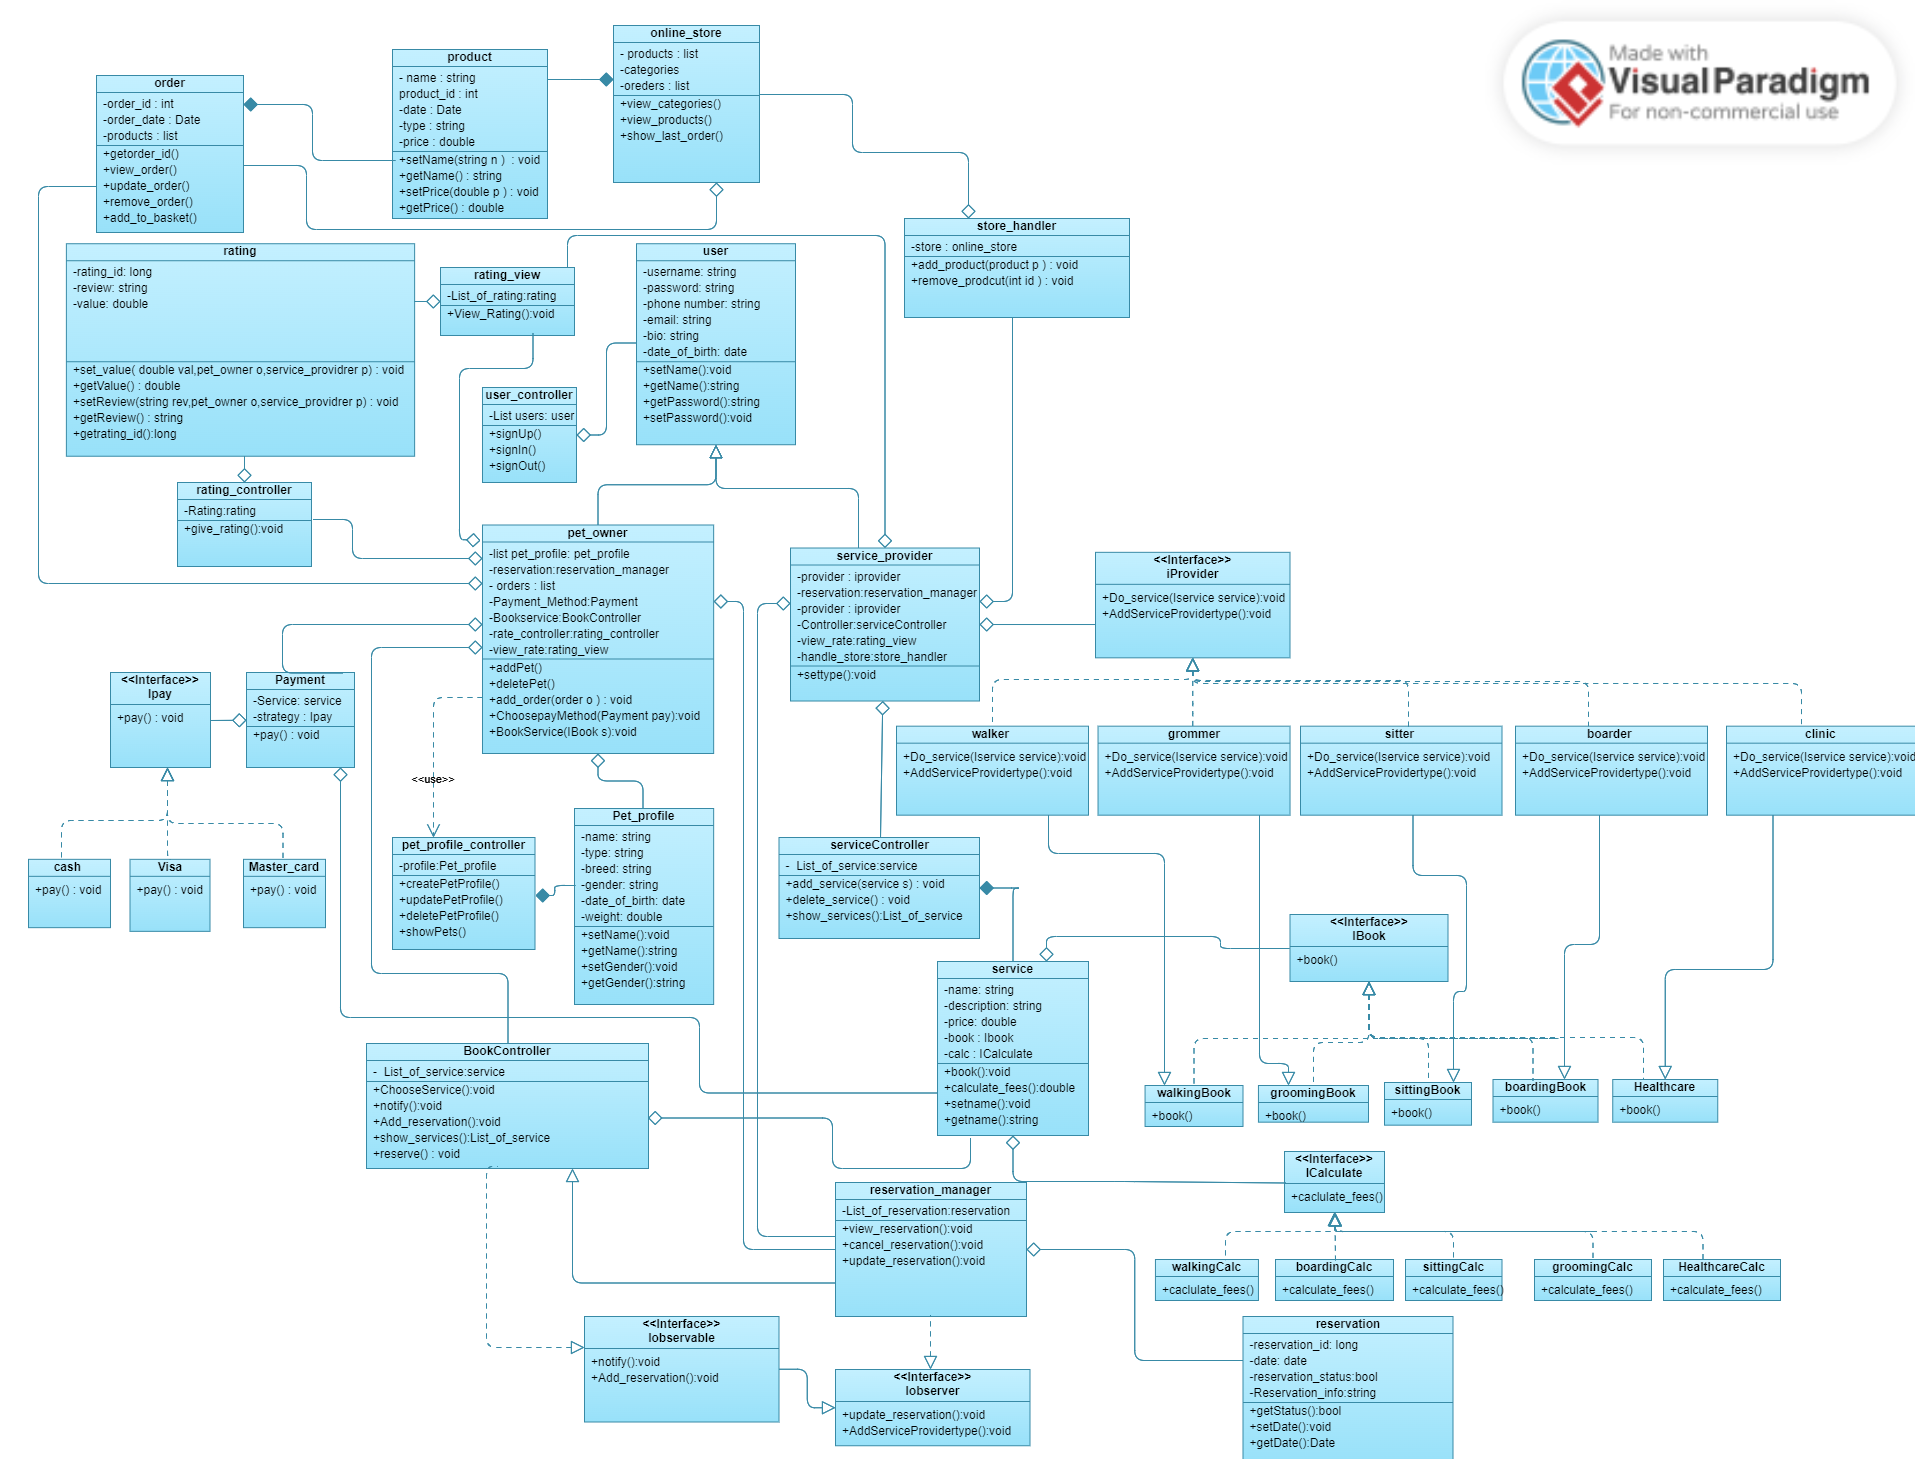 Made with
Visual Paradigm
For non-commercial use
online_store
- products : list
-categories
-oreders : list
+view_categories()
+view_products()
+show_last_order()
product
- name : string
product_id : int
-date : Date
-type : string
-price : double
+setName(string n ) : void
+getName() : string
+setPrice(double p ) : void
+getPrice() : double
order
-order_id : int
-order_date : Date
-products : list
+getorder_id()
+view_order()
+update_order()
+remove_order()
+add_to_basket()
store_handler
-store : online_store
+add_product(product p ) : void
+remove_prodcut(int id ) : void
rating
-rating_id: long
-review: string
-value: double
+set_value( double val,pet_owner o,service_providrer p) : void
+getValue() : double
+setReview(string rev,pet_owner o,service_providrer p) : void
+getReview() : string
+getrating_id():long
rating_view
-List_of_rating:rating
+View_Rating():void
user
-username: string
-password: string
-phone number: string
-email: string
-bio: string
-date_of_birth: date
+setName():void
+getName():string
+getPassword():string
+setPassword():void
user_controller
-List users: user
+signUp()
+signIn()
+signOut()
rating_controller
-Rating:rating
+give_rating():void
pet_owner
-list pet_profile: pet_profile
-reservation:reservation_manager
- orders : list
-Payment_Method:Payment
-Bookservice:BookController
-rate_controller:rating_controller
-view_rate:rating_view
+addPet()
+deletePet()
+add_order(order o ) : void
+ChoosepayMethod(Payment pay):void
+BookService(IBook s):void
service_provider
-provider : iprovider
-reservation:reservation_manager
-provider : iprovider
-Controller:serviceController
-view_rate:rating_view
-handle_store:store_handler
+settype():void
<<Interface>>
iProvider
+Do_service(Iservice service):void
+AddServiceProvidertype():void
<<Interface>>
Ipay
+pay() : void
Payment
-Service: service
-strategy : Ipay
+pay() : void
walker
+Do_service(Iservice service):void
+AddServiceProvidertype():void
grommer
+Do_service(Iservice service):void
+AddServiceProvidertype():void
sitter
+Do_service(Iservice service):void
+AddServiceProvidertype():void
boarder
+Do_service(Iservice service):void
+AddServiceProvidertype():void
clinic
+Do_service(Iservice service):void
+AddServiceProvidertype():void
<<use>>
cash
+pay() : void
Visa
+pay() : void
Master_card
+pay() : void
pet_profile_controller
-profile:Pet_profile
+createPetProfile()
+updatePetProfile()
+deletePetProfile()
+showPets()
Pet_profile
-name: string
-type: string
-breed: string
-gender: string
-date_of_birth: date
-weight: double
+setName():void
+getName():string
+setGender():void
+getGender():string
serviceController
- List_of_service:service
+add_service(service s) : void
+delete_service() : void
+show_services():List_of_service
<<Interface>>
IBook
+book()
service
-name: string
-description: string
-price: double
-book : Ibook
-calc : ICalculate
+book():void
+calculate_fees():double
+setname():void
+getname():string
BookController
- List_of_service:service
+ChooseService():void
+notify():void
+Add_reservation():void
+show_services():List_of_service
+reserve() : void
walkingBook
+book()
groomingBook
+book()
sittingBook
+book()
boardingBook
+book()
Healthcare
+book()
<<Interface>>
ICalculate
+caclulate_fees()
reservation_manager
-List_of_reservation:reservation
+view_reservation():void
+cancel_reservation():void
+update_reservation():void
walkingCalc
+caclulate_fees()
boardingCalc
+calculate_fees()
sittingCalc
+calculate_fees()
groomingCalc
+calculate_fees()
HealthcareCalc
+calculate_fees()
<<Interface>>
Iobservable
+notify():void
+Add_reservation():void
<<Interface>>
Iobserver
+update_reservation():void
+AddServiceProvidertype():void
reservation
-reservation_id: long
-date: date
-reservation_status:bool
-Reservation_info:string
+getStatus():bool
+setDate():void
+getDate():Date